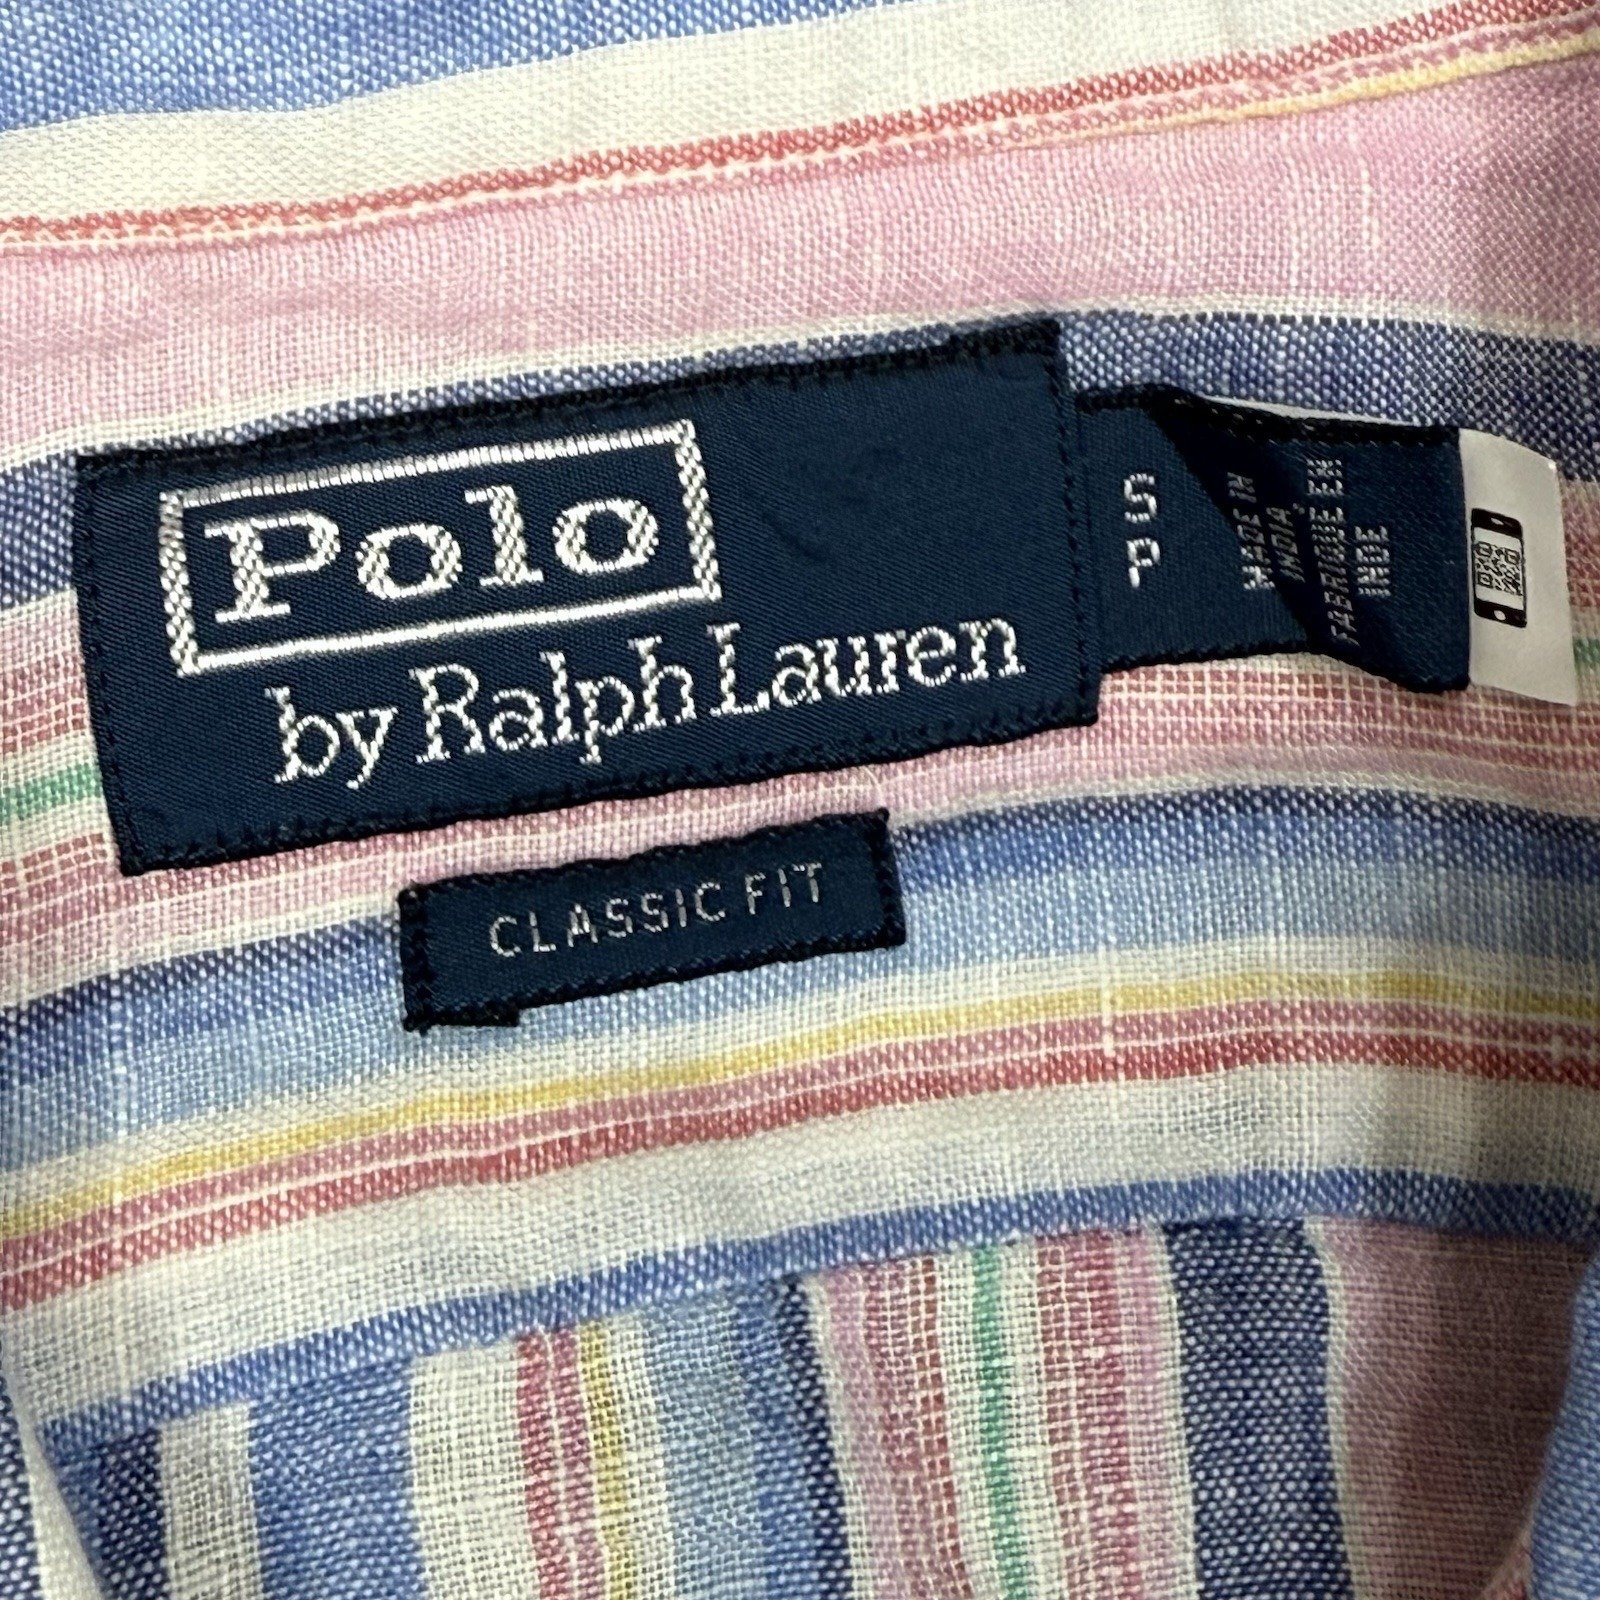 Polo
by Ralph Lauren
S
P
MADE IN
INDIA,
FABRIQUE EN
INDE
CLASSIC FIT